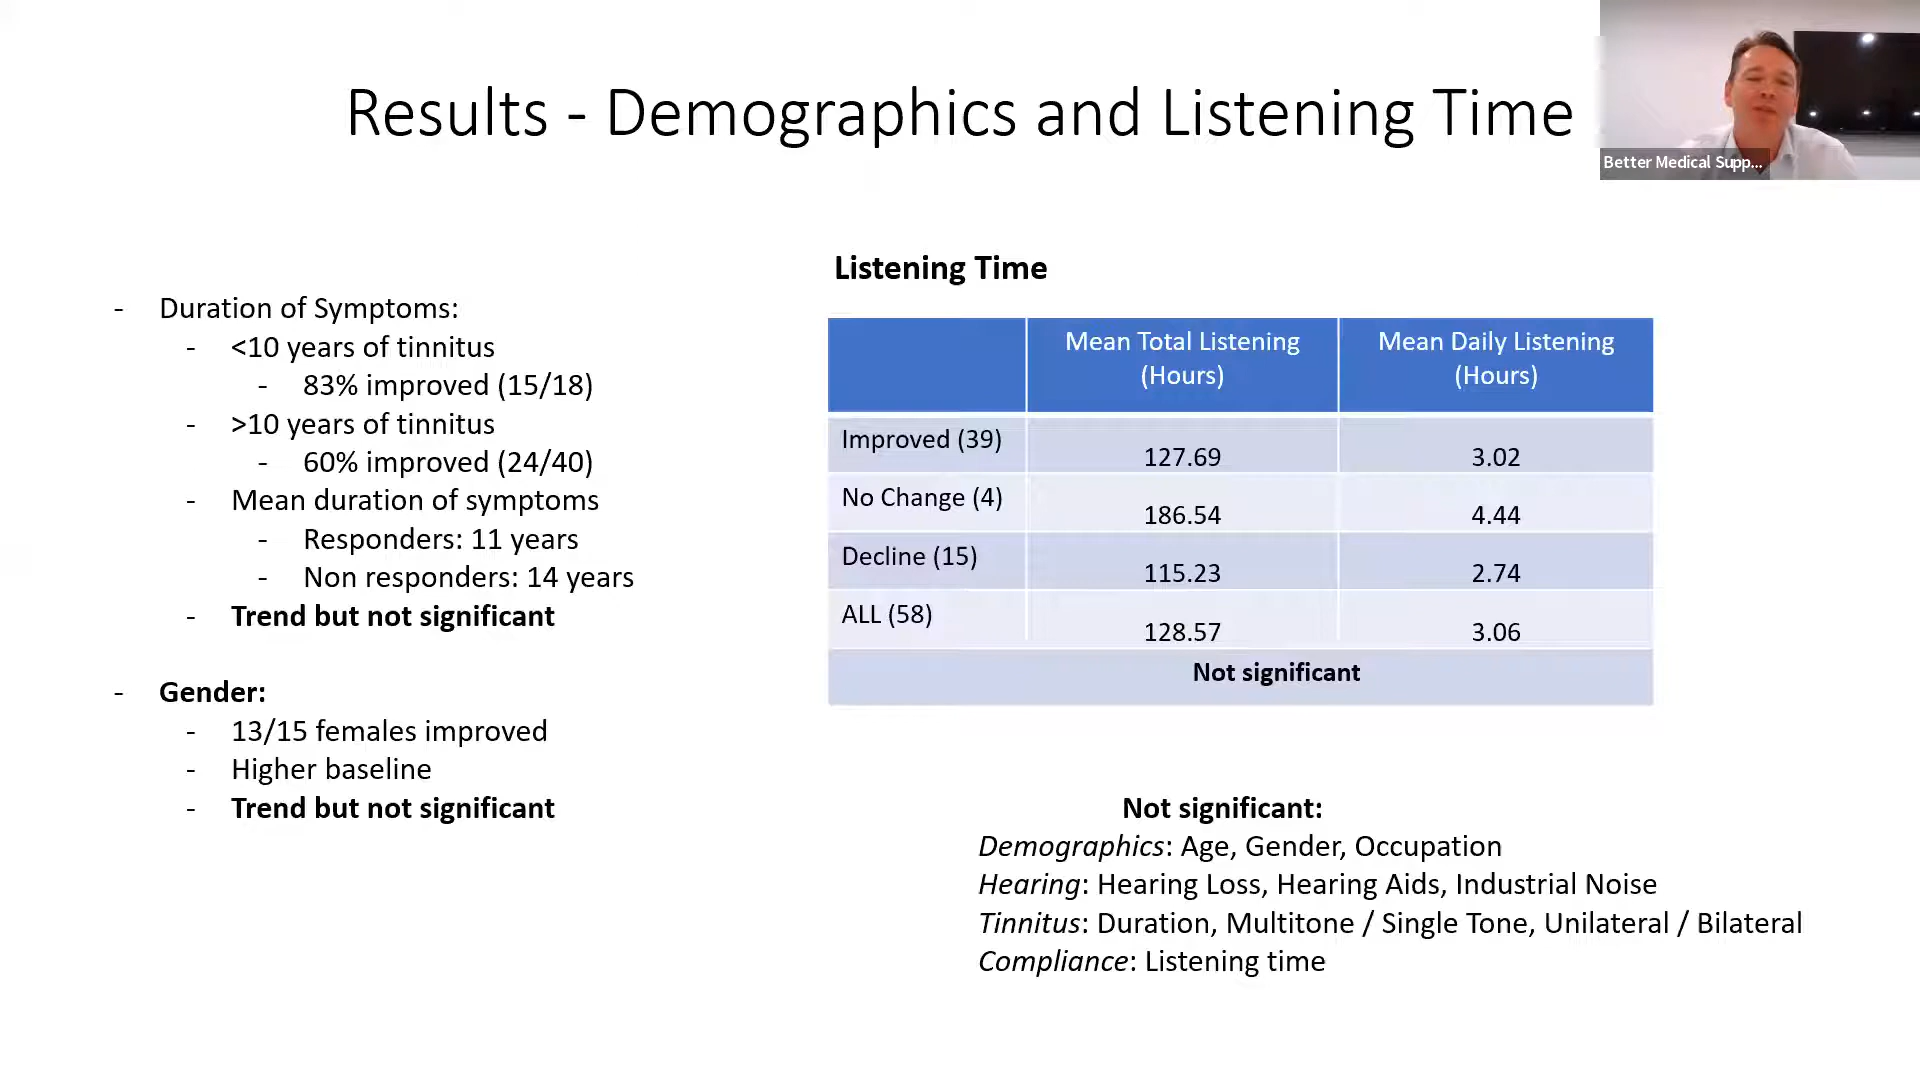 Results - Demographics and Listening Time
Better Medical Supp...
- Duration of Symptoms:
- <10 years of tinnitus
- 83% improved (15/18)
- >10 years of tinnitus
- 60% improved (24/40)
- Mean duration of symptoms
- Responders: 11 years
- Non responders: 14 years
- Trend but not significant
- Gender:
- 13/15 females improved
- Higher baseline
- Trend but not significant
Listening Time
Mean Total Listening (Hours) Mean Daily Listening (Hours)
Improved (39) 127.69 3.02
No Change (4) 186.54 4.44
Decline (15) 115.23 2.74
ALL (58) 128.57 3.06
Not significant
Not significant:
Demographics: Age, Gender, Occupation
Hearing: Hearing Loss, Hearing Aids, Industrial Noise
Tinnitus: Duration, Multitone / Single Tone, Unilateral / Bilateral
Compliance: Listening time